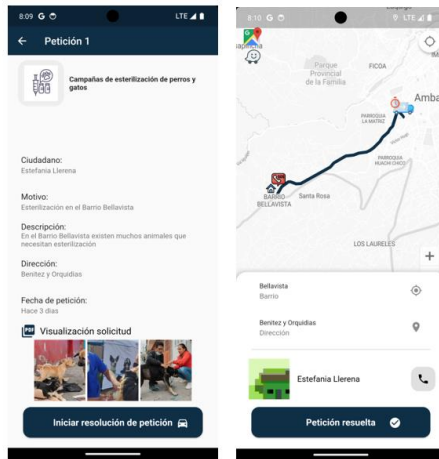 8:09 G LTE
Petición 1
Campañas de esterilización de perros y
gatos
Ciudadano:
Estefania Llerena
Motivo:
Esterilización en el Barrio Bellavista
Descripción:
En el Barrio Bellavista existen muchos animales que
necesitan esterilización
Dirección:
Benitez y Orquidias
Fecha de petición:
Hace 3 días
PDF Visualización solicitud
Iniciar resolución de petición
8:10 G LTE
Parque
Provincial
de la Familia
FICOA
Amba
PARROQUIA
LA MATRIZ
PARROQUIA
HUACHI CHICO
BARRIO
BELLAVISTA
Santa Rosa
LOS LAURELES
+
Bellavista
Barrio
Benitez y Orquidias
Dirección
Estefania Llerena
Petición resuelta